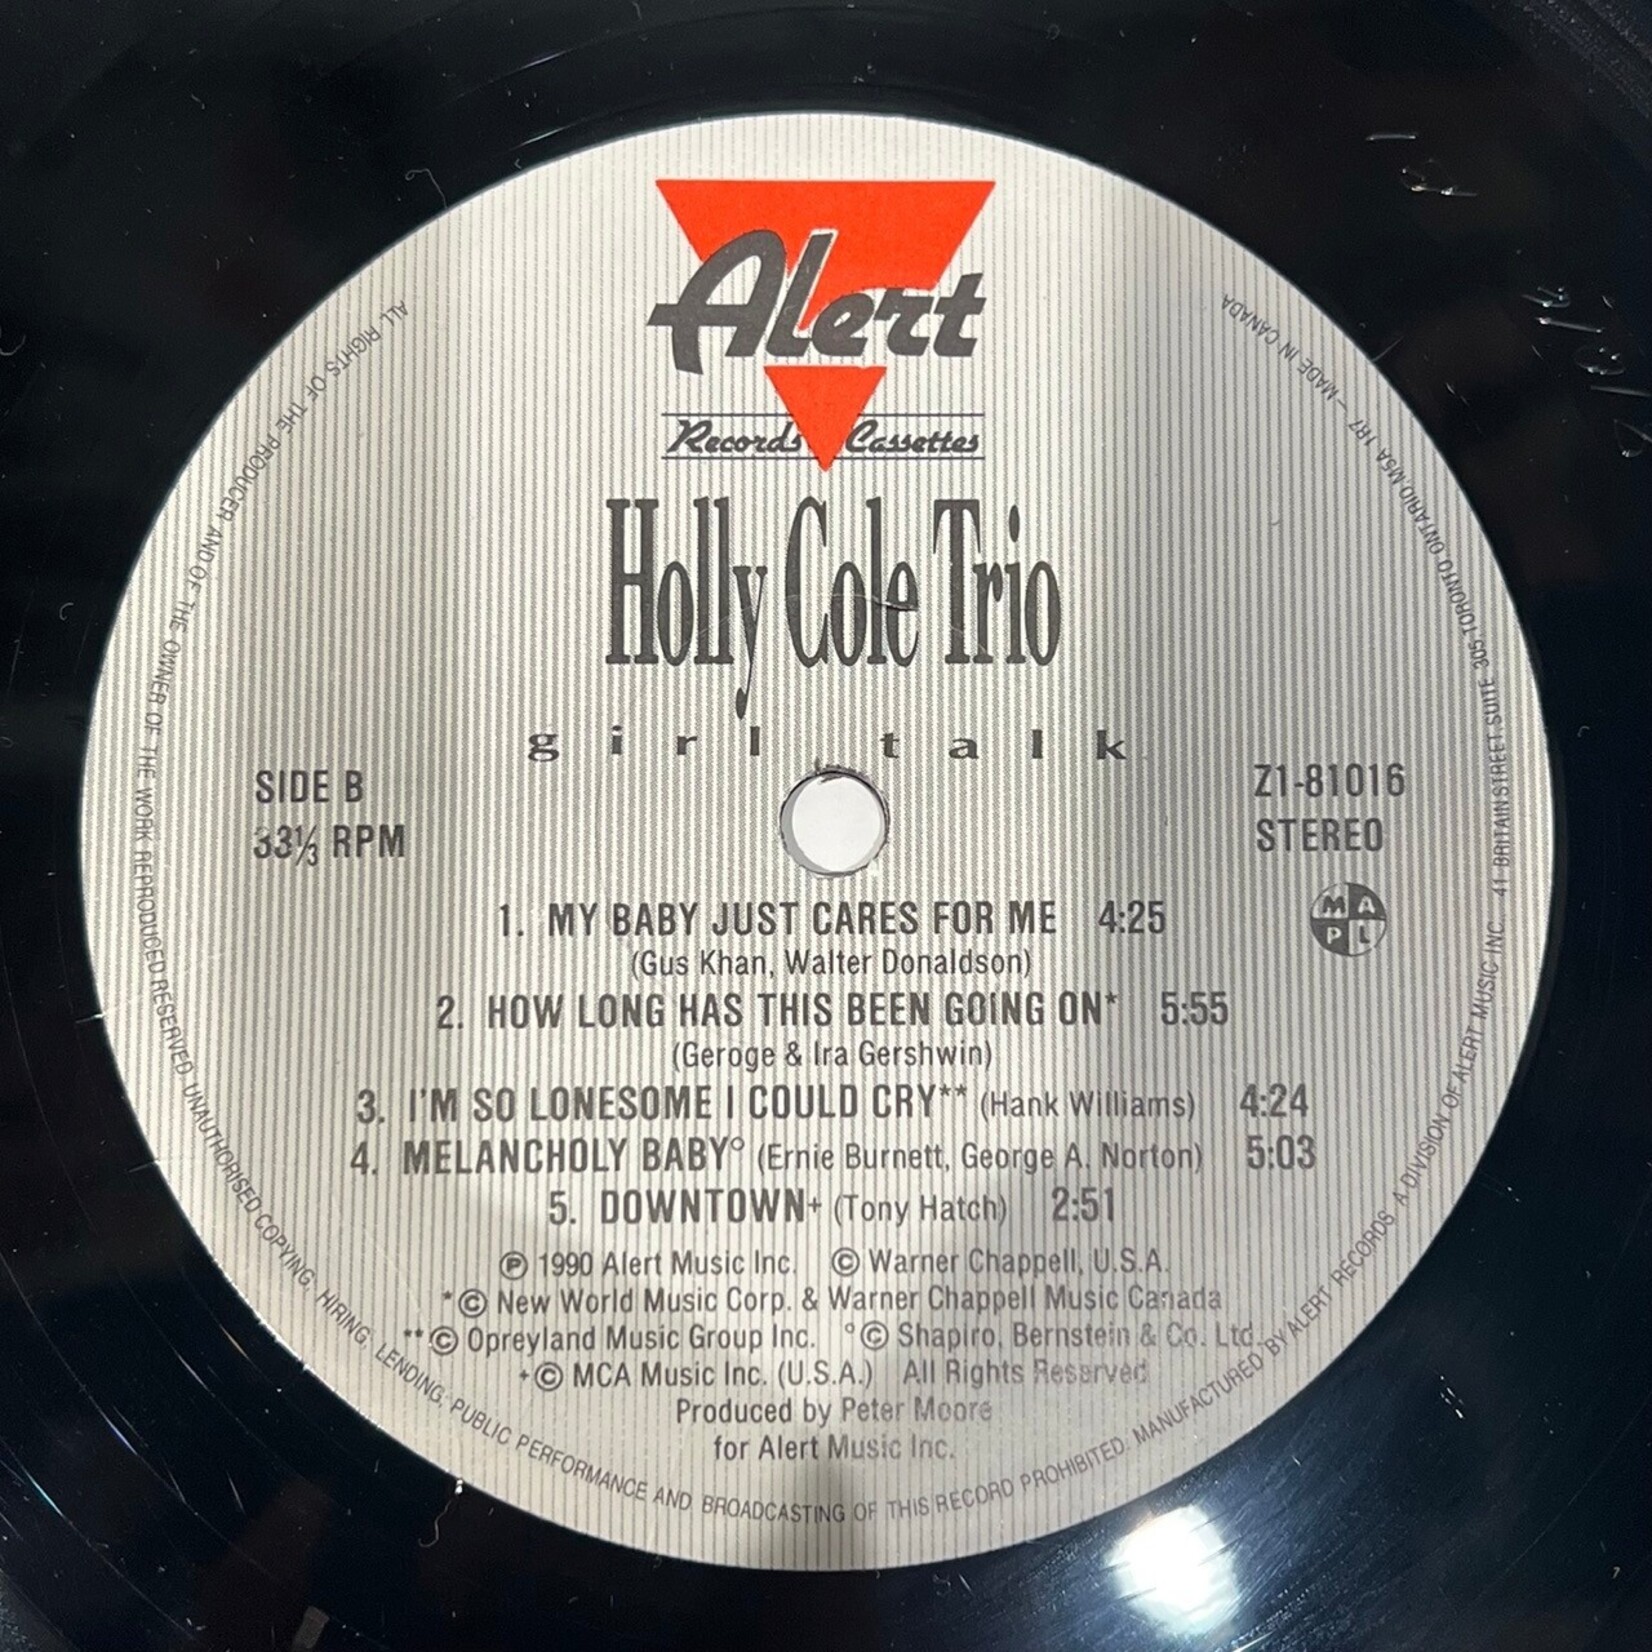 Alert
Records Cassettes
Holly Cole Trio
girl talk
SIDE B
33⅓ RPM
Z1-81016
STEREO
M A
P L
1. MY BABY JUST CARES FOR ME 4:25
(Gus Khan, Walter Donaldson)
2. HOW LONG HAS THIS BEEN GOING ON* 5:55
(Geroge & Ira Gershwin)
3. I'M SO LONESOME I COULD CRY** (Hank Williams) 4:24
4. MELANCHOLY BABY° (Ernie Burnett, George A. Norton) 5:03
5. DOWNTOWN+ (Tony Hatch) 2:51
Ⓟ 1990 Alert Music Inc. © Warner Chappell, U.S.A.
*© New World Music Corp. & Warner Chappell Music Canada
**© Opreyland Music Group Inc. °© Shapiro, Bernstein & Co. Ltd.
+© MCA Music Inc. (U.S.A.) All Rights Reserved
Produced by Peter Moore
for Alert Music Inc.
ALL RIGHTS OF THE PRODUCER AND OF THE OWNER OF THE WORK REPRODUCED RESERVED. UNAUTHORISED COPYING, HIRING, LENDING, PUBLIC PERFORMANCE AND BROADCASTING OF THIS RECORD PROHIBITED. MANUFACTURED BY ALERT RECORDS. A DIVISION OF ALERT MUSIC INC., 41 BRITAIN STREET, SUITE 305 TORONTO ONTARIO, M5A 1R7 – MADE IN CANADA